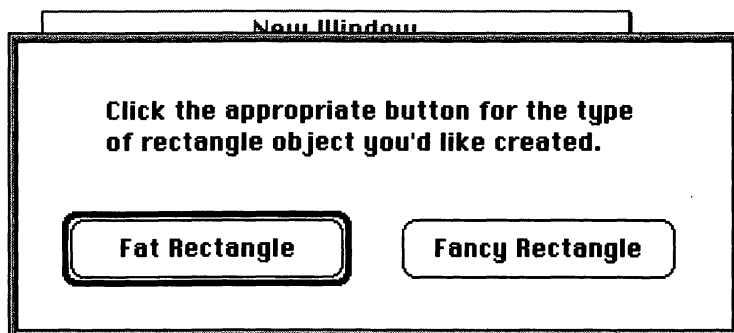 New Window
Click the appropriate button for the type
of rectangle object you'd like created.
Fat Rectangle
Fancy Rectangle